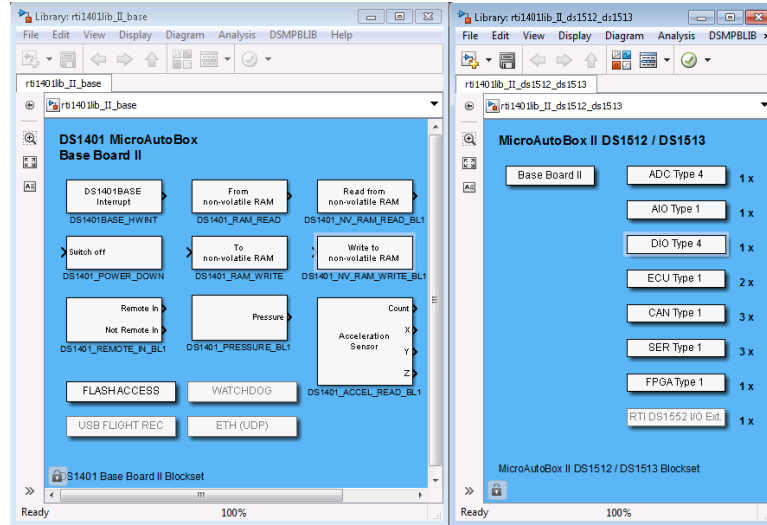 Library: rti1401lib_II_base
File Edit View Display Diagram Analysis DSMPBLIB Help
rti1401lib_II_base
rti1401lib_II_base
DS1401 MicroAutoBox
Base Board II
DS1401BASE
Interrupt
DS1401BASE_HWINT
From
non-volatile RAM
DS1401_RAM_READ
Read from
non-volatile RAM
DS1401_NV_RAM_READ_BL1
Switch off
DS1401_POWER_DOWN
To
non-volatile RAM
DS1401_RAM_WRITE
Write to
non-volatile RAM
DS1401_NV_RAM_WRITE_BL1
Remote In
Not Remote In
DS1401_REMOTE_IN_BL1
Pressure
DS1401_PRESSURE_BL1
Acceleration
Sensor
Count
X
Y
Z
DS1401_ACCEL_READ_BL1
FLASH ACCESS
WATCHDOG
USB FLIGHT REC
ETH (UDP)
DS1401 Base Board II Blockset
Ready 100%
Library: rti1401lib_II_ds1512_ds1513
File Edit View Display Diagram Analysis DSMPBLIB
rti1401lib_II_ds1512_ds1513
rti1401lib_II_ds1512_ds1513
MicroAutoBox II DS1512 / DS1513
Base Board II
ADC Type 4 1 x
AIO Type 1 1 x
DIO Type 4 1 x
ECU Type 1 2 x
CAN Type 1 3 x
SER Type 1 3 x
FPGA Type 1 1 x
RTI DS1552 I/O Ext. 1 x
MicroAutoBox II DS1512 / DS1513 Blockset
Ready 100%